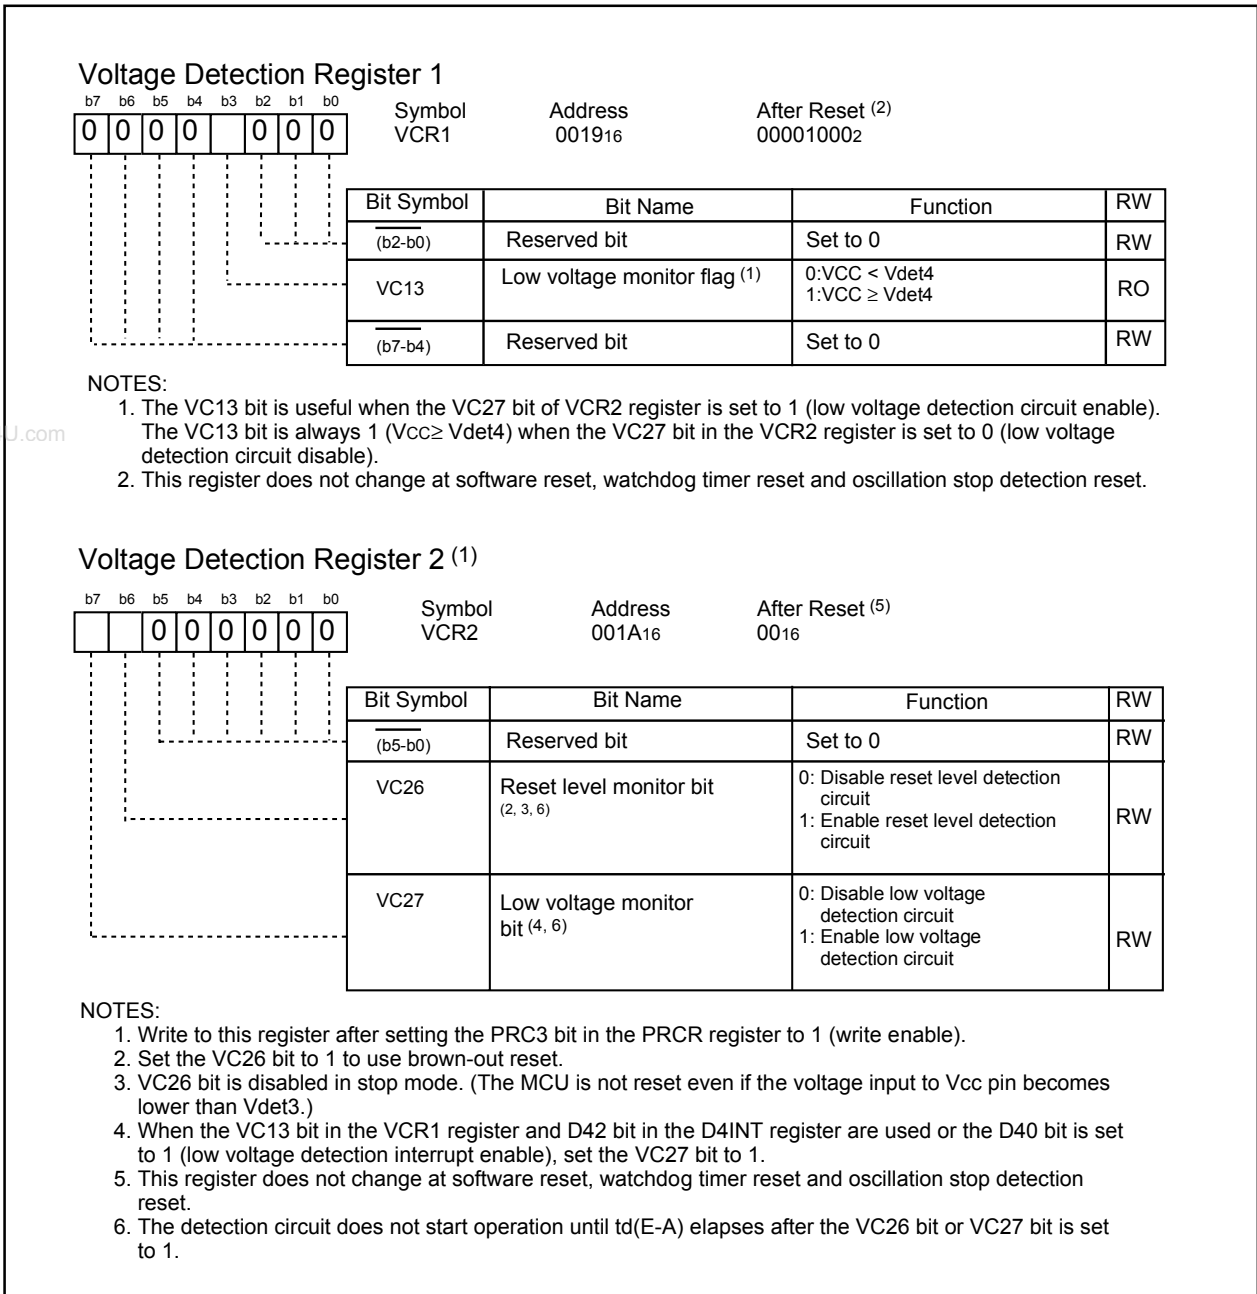 Voltage Detection Register 1
b7 b6 b5 b4 b3 b2 b1 b0
0 0 0 0 0 0 0
Symbol Address After Reset (2)
VCR1 001916 000010002
Bit Symbol Bit Name Function RW
(b2-b0) Reserved bit Set to 0 RW
VC13 Low voltage monitor flag (1) 0:VCC < Vdet4
1:VCC ≥ Vdet4 RO
(b7-b4) Reserved bit Set to 0 RW
NOTES:
1. The VC13 bit is useful when the VC27 bit of VCR2 register is set to 1 (low voltage detection circuit enable).
The VC13 bit is always 1 (VCC≥ Vdet4) when the VC27 bit in the VCR2 register is set to 0 (low voltage
detection circuit disable).
2. This register does not change at software reset, watchdog timer reset and oscillation stop detection reset.
U.com
Voltage Detection Register 2 (1)
b7 b6 b5 b4 b3 b2 b1 b0
0 0 0 0 0 0
Symbol Address After Reset (5)
VCR2 001A16 0016
Bit Symbol Bit Name Function RW
(b5-b0) Reserved bit Set to 0 RW
VC26 Reset level monitor bit
(2, 3, 6)
0: Disable reset level detection
circuit
1: Enable reset level detection
circuit
RW
VC27 Low voltage monitor
bit (4, 6)
0: Disable low voltage
detection circuit
1: Enable low voltage
detection circuit
RW
NOTES:
1. Write to this register after setting the PRC3 bit in the PRCR register to 1 (write enable).
2. Set the VC26 bit to 1 to use brown-out reset.
3. VC26 bit is disabled in stop mode. (The MCU is not reset even if the voltage input to Vcc pin becomes
lower than Vdet3.)
4. When the VC13 bit in the VCR1 register and D42 bit in the D4INT register are used or the D40 bit is set
to 1 (low voltage detection interrupt enable), set the VC27 bit to 1.
5. This register does not change at software reset, watchdog timer reset and oscillation stop detection
reset.
6. The detection circuit does not start operation until td(E-A) elapses after the VC26 bit or VC27 bit is set
to 1.